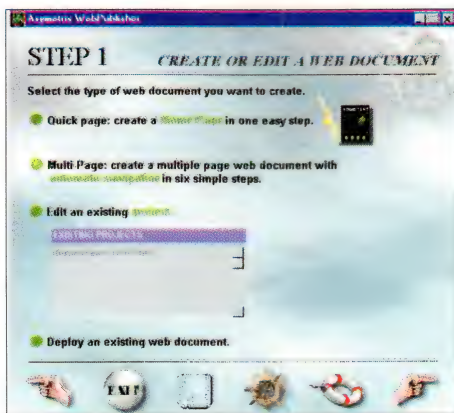 Asymetrix WebPublisher
STEP 1
CREATE OR EDIT A WEB DOCUMENT
Select the type of web document you want to create.
Quick page: create a Home Page in one easy step.
Multi-Page: create a multiple page web document with
automatic navigation in six simple steps.
Edit an existing project.
EXISTING PROJECTS
Deploy an existing web document.
EXIT